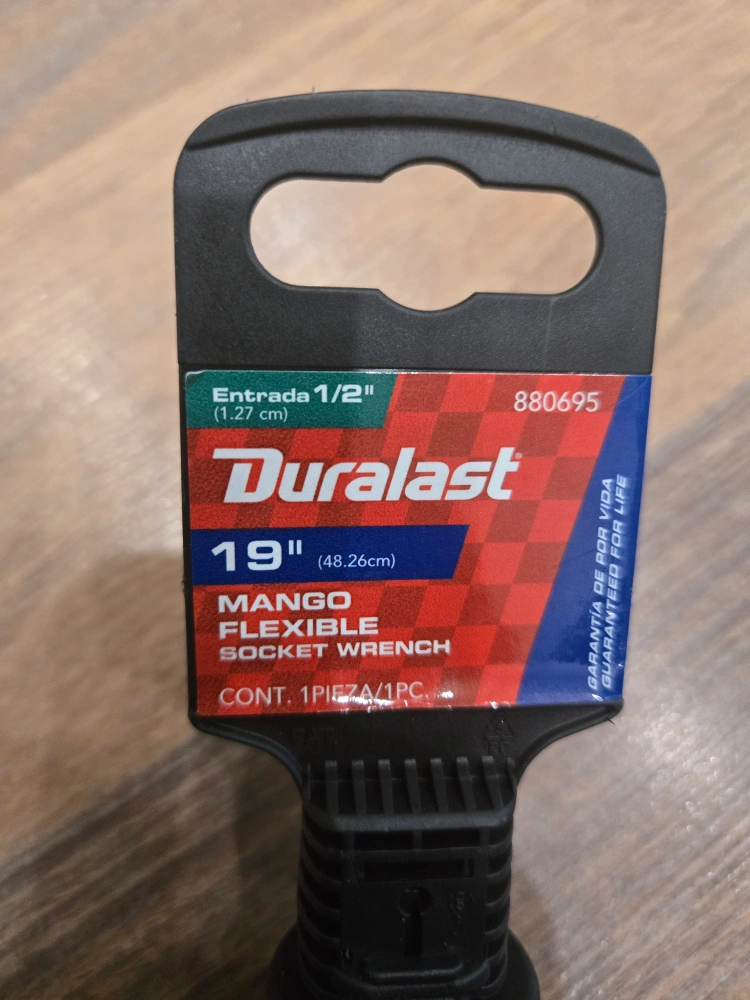 Entrada 1/2"
(1.27 cm)
880695
Duralast
19" (48.26cm)
MANGO
FLEXIBLE
SOCKET WRENCH
CONT. 1PIEZA/1PC.
GARANTÍA DE POR VIDA
GUARANTEED FOR LIFE